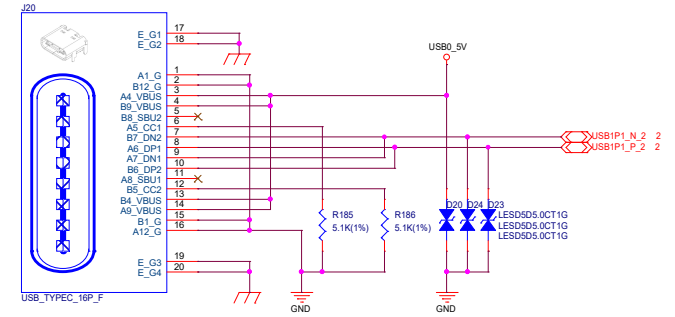 J20
E_G1 17
E_G2 18
USB0_5V
A1_G 1
B12_G 2
A4_VBUS 3
B9_VBUS 4
B8_SBU2 5
A5_CC1 6
B7_DN2 7
USB1P1_N_2 2
A6_DP1 8
USB1P1_P_2 2
A7_DN1 9
B6_DP2 10
A8_SBU1 11
B5_CC2 12
B4_VBUS 13
A9_VBUS 14
B1_G 15
A12_G 16
R185
5.1K(1%)
R186
5.1K(1%)
D20 D24 D23
LESD5D5.0CT1G
LESD5D5.0CT1G
LESD5D5.0CT1G
E_G3 19
E_G4 20
USB_TYPEC_16P_F
GND
GND